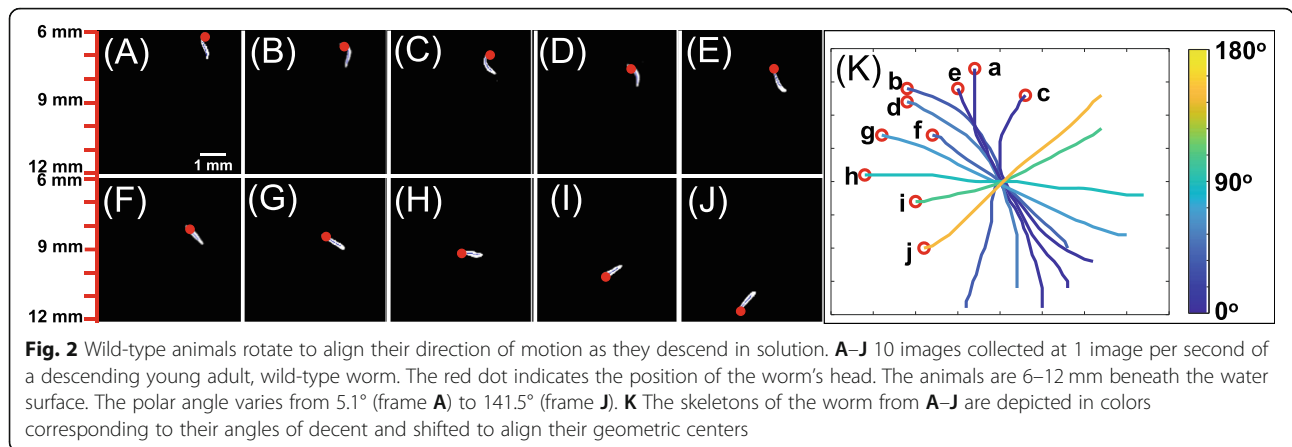 6 mm
9 mm
12 mm
6 mm
9 mm
12 mm
(A)
(B)
(C)
(D)
(E)
1 mm
(F)
(G)
(H)
(I)
(J)
(K)
a
b
e
c
d
g
f
h
i
j
180°
90°
0°
Fig. 2 Wild-type animals rotate to align their direction of motion as they descend in solution. A–J 10 images collected at 1 image per second of
a descending young adult, wild-type worm. The red dot indicates the position of the worm's head. The animals are 6–12 mm beneath the water
surface. The polar angle varies from 5.1° (frame A) to 141.5° (frame J). K The skeletons of the worm from A–J are depicted in colors
corresponding to their angles of decent and shifted to align their geometric centers